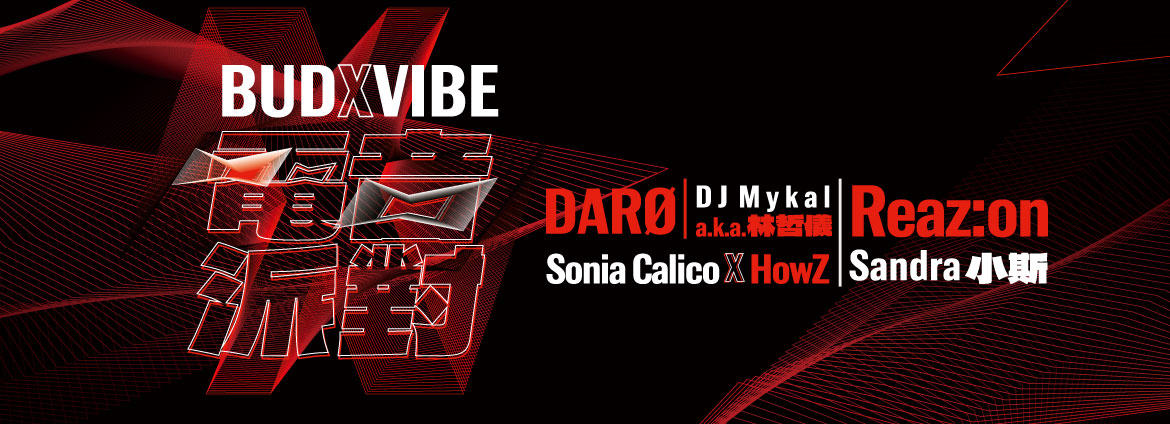 BUDXVIBE
電音
派對
DARØ
DJ Mykal
a.k.a.林哲儀
Reaz:on
Sonia Calico X HowZ
Sandra 小斯